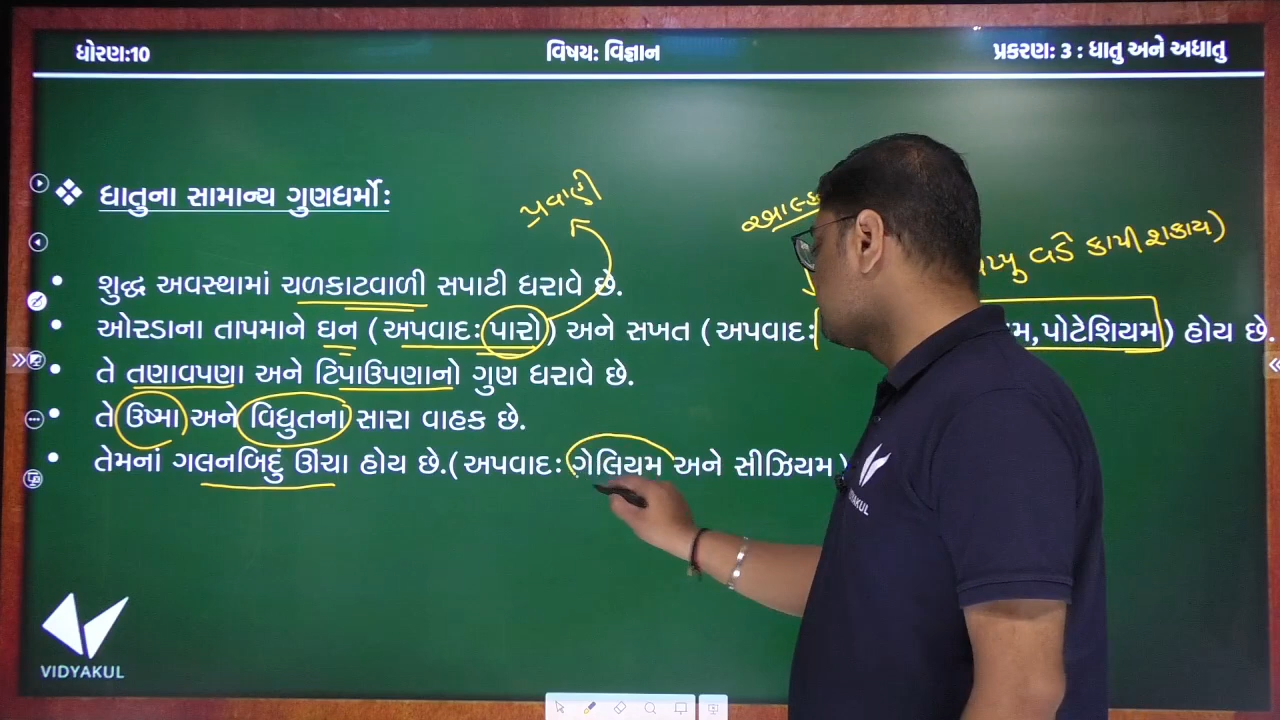 ધોરણ:10
વિષય: વિજ્ઞાન
પ્રકરણ: 3 : ધાતુ અને અધાતુ
ધાતુના સામાન્ય ગુણધર્મો:
પ્રવાહી
વડે કાપી શકાય)
શુદ્ધ અવસ્થામાં ચળકાટવાળી સપાટી ધરાવે છે.
ઓરડાના તાપમાને ઘન (અપવાદ: પારો) અને સખત (અપવાદ: પોટેશિયમ) હોય છે.
તે તણાવપણા અને ટિપાઉપણાનો ગુણ ધરાવે છે.
તે ઉષ્મા અને વિધુતના સારા વાહક છે.
તેમનાં ગલનબિદું ઊંચા હોય છે.(અપવાદ: ગેલિયમ અને સીઝિયમ)
VIDYAKUL
VIDYAKUL